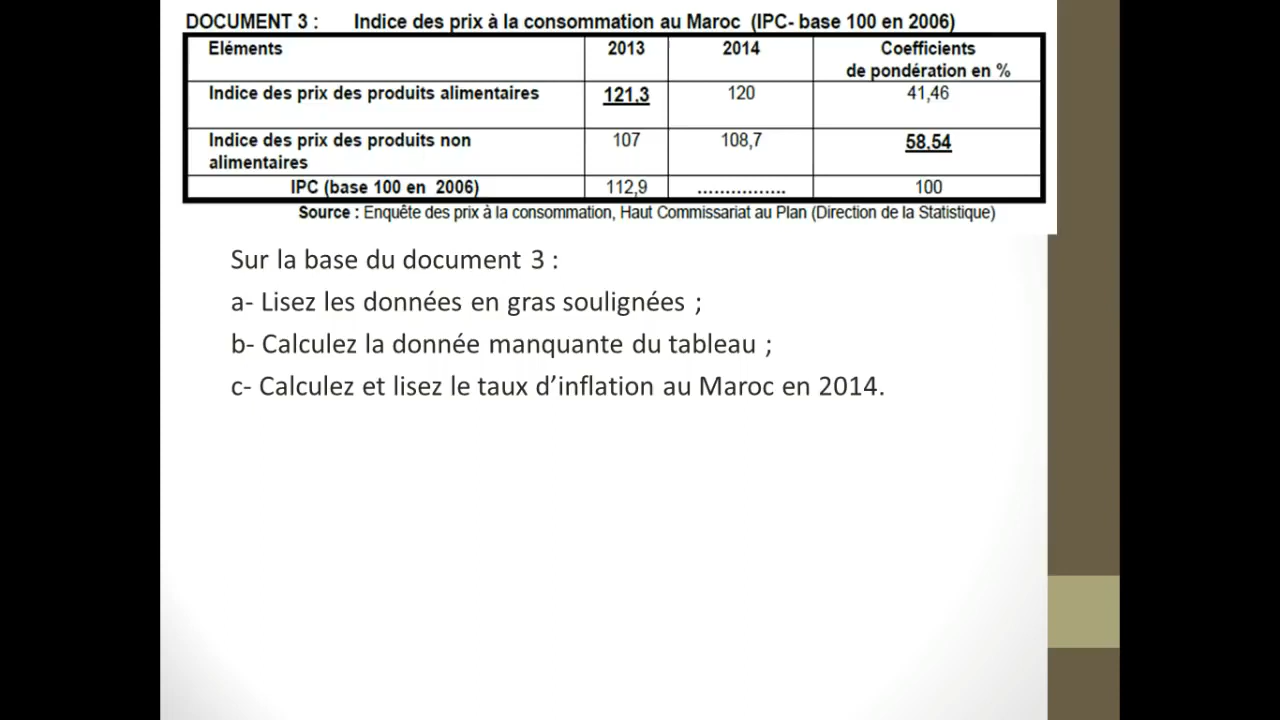 DOCUMENT 3 : Indice des prix à la consommation au Maroc (IPC- base 100 en 2006)
Eléments 2013 2014 Coefficients
de pondération en %
Indice des prix des produits alimentaires 121,3 120 41,46
Indice des prix des produits non 107 108,7 58,54
alimentaires
IPC (base 100 en 2006) 112,9 ................ 100
Source : Enquête des prix à la consommation, Haut Commissariat au Plan (Direction de la Statistique)
Sur la base du document 3 :
a- Lisez les données en gras soulignées ;
b- Calculez la donnée manquante du tableau ;
c- Calculez et lisez le taux d’inflation au Maroc en 2014.